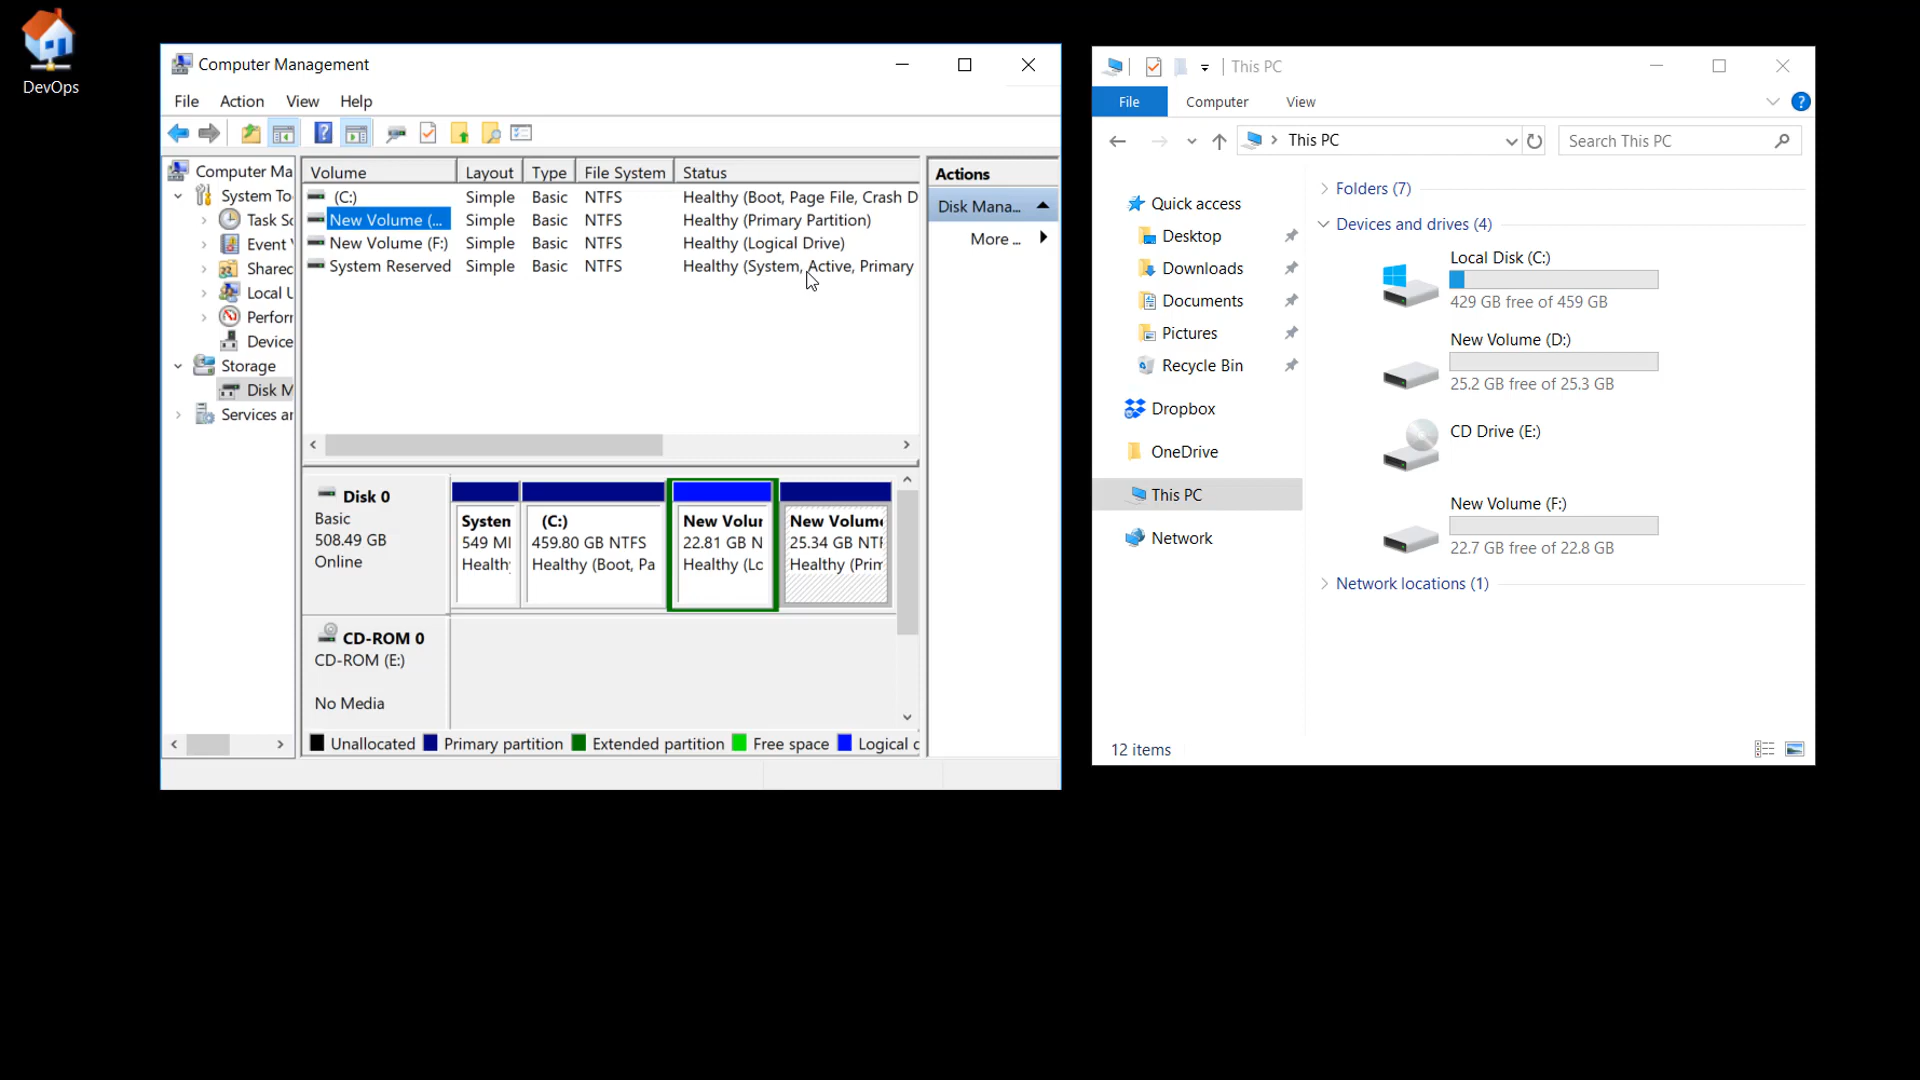 DevOps
Computer Management
File Action View Help
Computer Ma
System To
Task Sc
Event
Shared
Local U
Perfor
Device
Storage
Disk M
Services ar
Volume Layout Type File System Status
(C:) Simple Basic NTFS Healthy (Boot, Page File, Crash D
New Volume (... Simple Basic NTFS Healthy (Primary Partition)
New Volume (F:) Simple Basic NTFS Healthy (Logical Drive)
System Reserved Simple Basic NTFS Healthy (System, Active, Primary
Actions
Disk Mana...
More ...
Disk 0
Basic
508.49 GB
Online
System
549 MI
Healthy
(C:)
459.80 GB NTFS
Healthy (Boot, Pa
New Volur
22.81 GB N
Healthy (Lo
New Volume
25.34 GB NTF
Healthy (Prim
CD-ROM 0
CD-ROM (E:)
No Media
Unallocated Primary partition Extended partition Free space Logical d
This PC
File Computer View
This PC
Search This PC
Quick access
Desktop
Downloads
Documents
Pictures
Recycle Bin
Dropbox
OneDrive
This PC
Network
Folders (7)
Devices and drives (4)
Local Disk (C:)
429 GB free of 459 GB
New Volume (D:)
25.2 GB free of 25.3 GB
CD Drive (E:)
New Volume (F:)
22.7 GB free of 22.8 GB
Network locations (1)
12 items